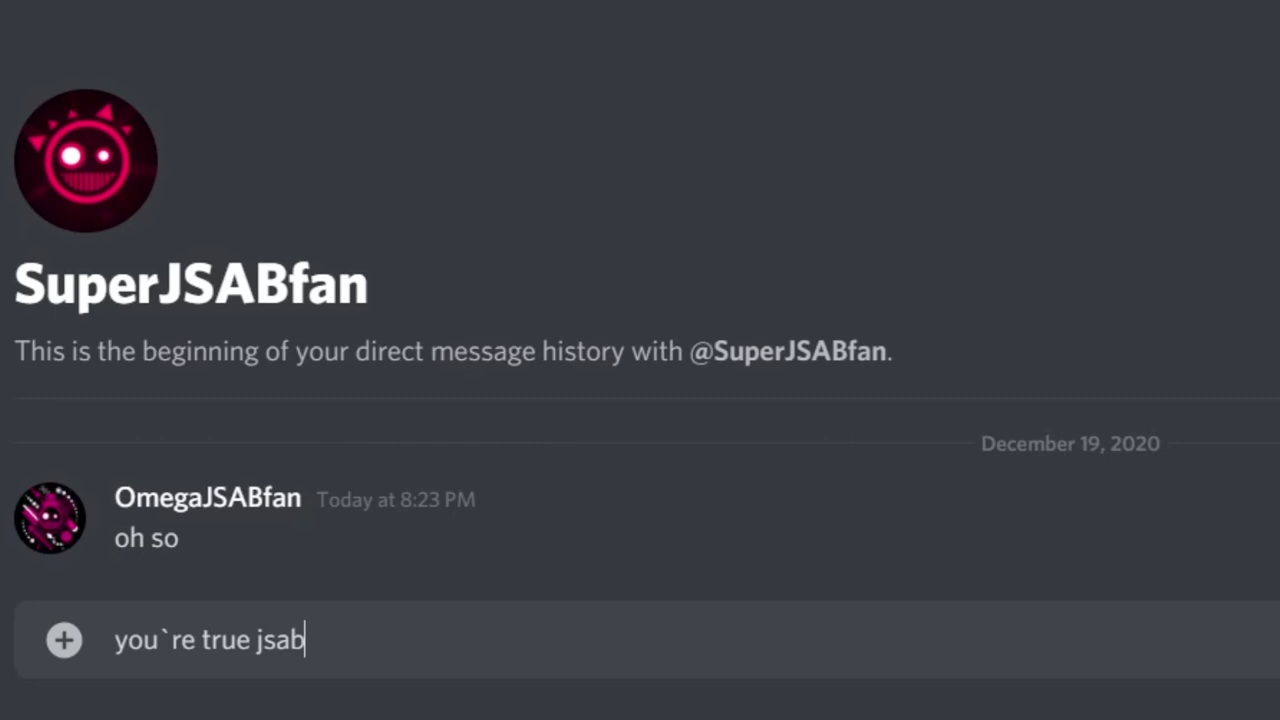 SuperJSABfan
This is the beginning of your direct message history with @SuperJSABfan.
December 19, 2020
OmegaJSABfan Today at 8:23 PM
oh so
you`re true jsab